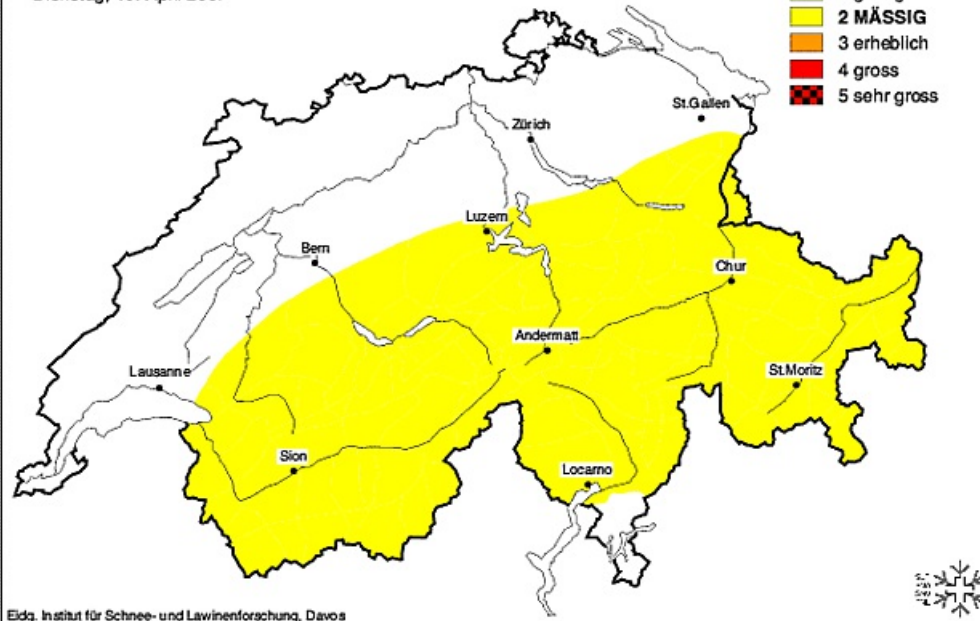 2 MÄSSIG
3 erheblich
4 gross
5 sehr gross
St.Gallen
Zürich
Luzern
Bern
Chur
Andermatt
Lausanne
St.Moritz
Sion
Locarno
Eidg. Institut für Schnee- und Lawinenforschung, Davos